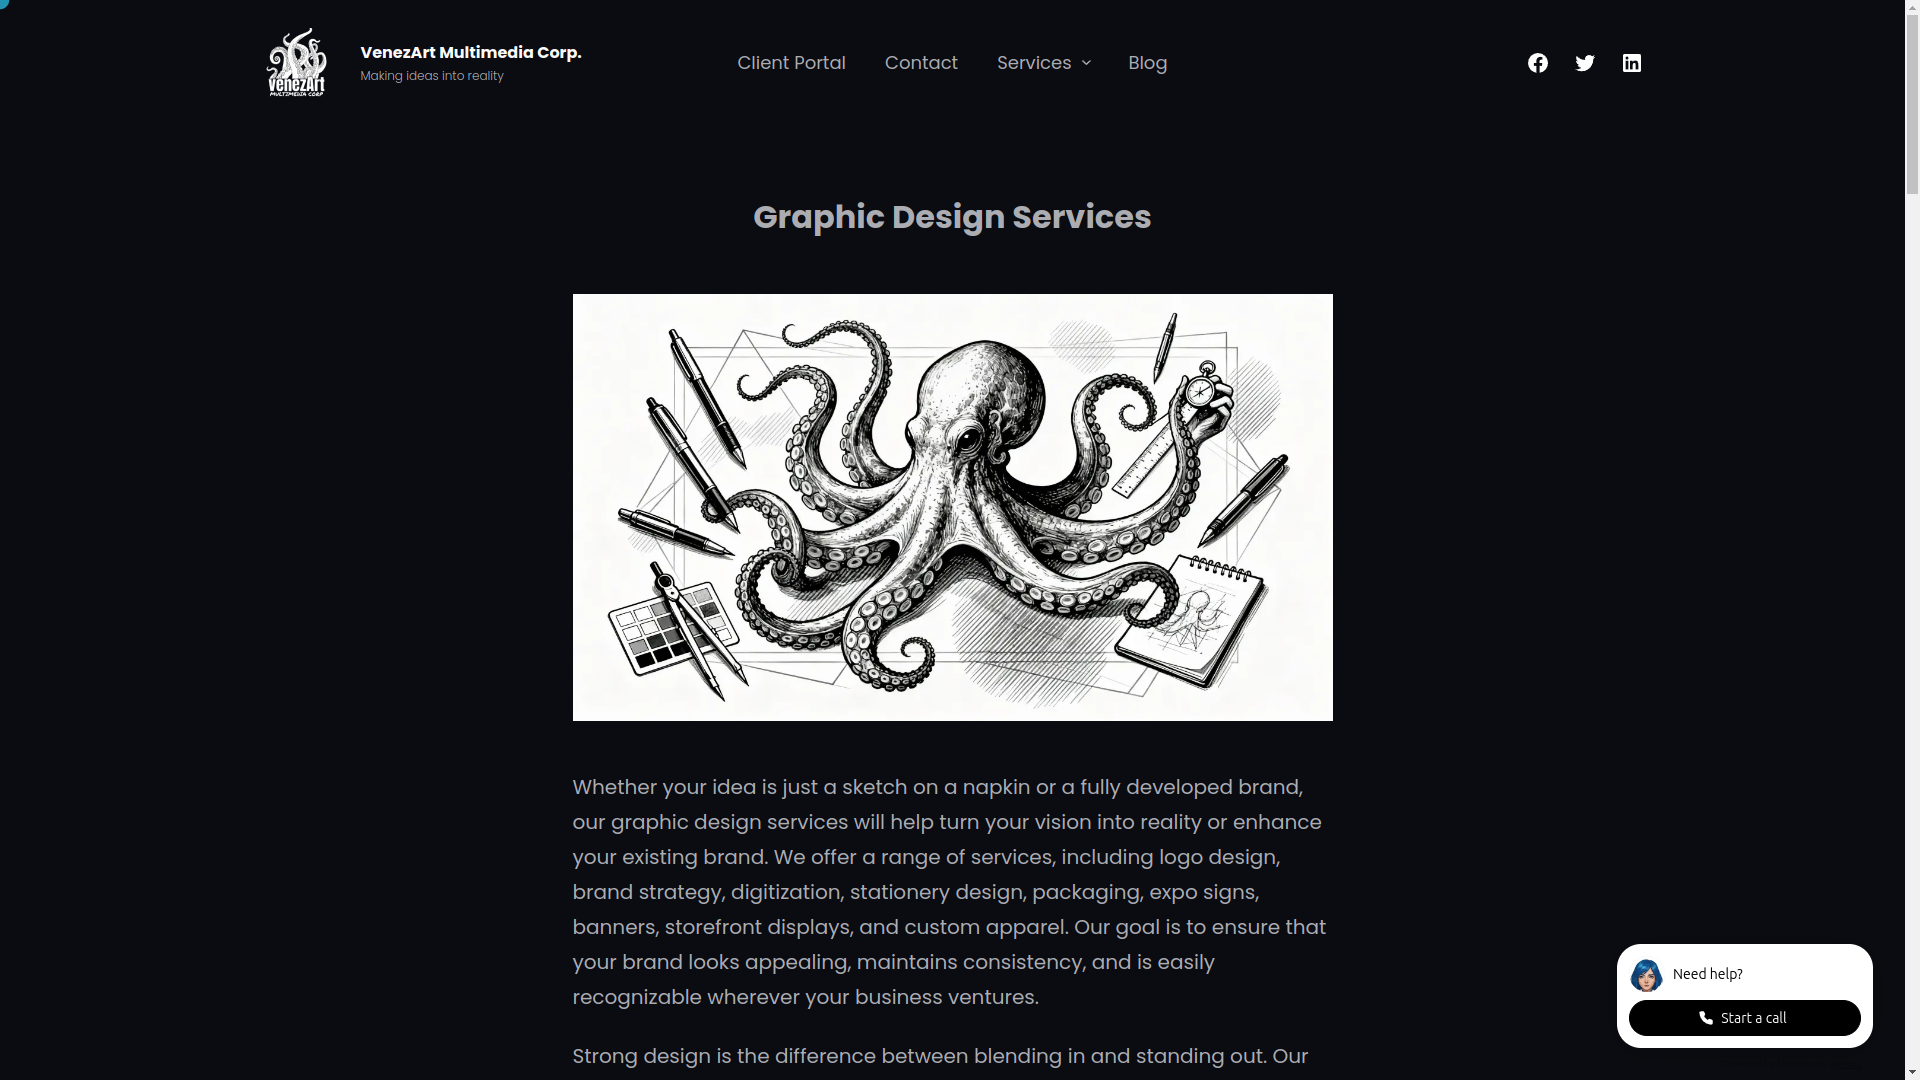 venezArt
MULTIMEDIA CORP
VenezArt Multimedia Corp.
Making ideas into reality
Client Portal
Contact
Services
Blog
Graphic Design Services
Whether your idea is just a sketch on a napkin or a fully developed brand,
our graphic design services will help turn your vision into reality or enhance
your existing brand. We offer a range of services, including logo design,
brand strategy, digitization, stationery design, packaging, expo signs,
banners, storefront displays, and custom apparel. Our goal is to ensure that
your brand looks appealing, maintains consistency, and is easily
recognizable wherever your business ventures.
Strong design is the difference between blending in and standing out. Our
Need help?
Start a call